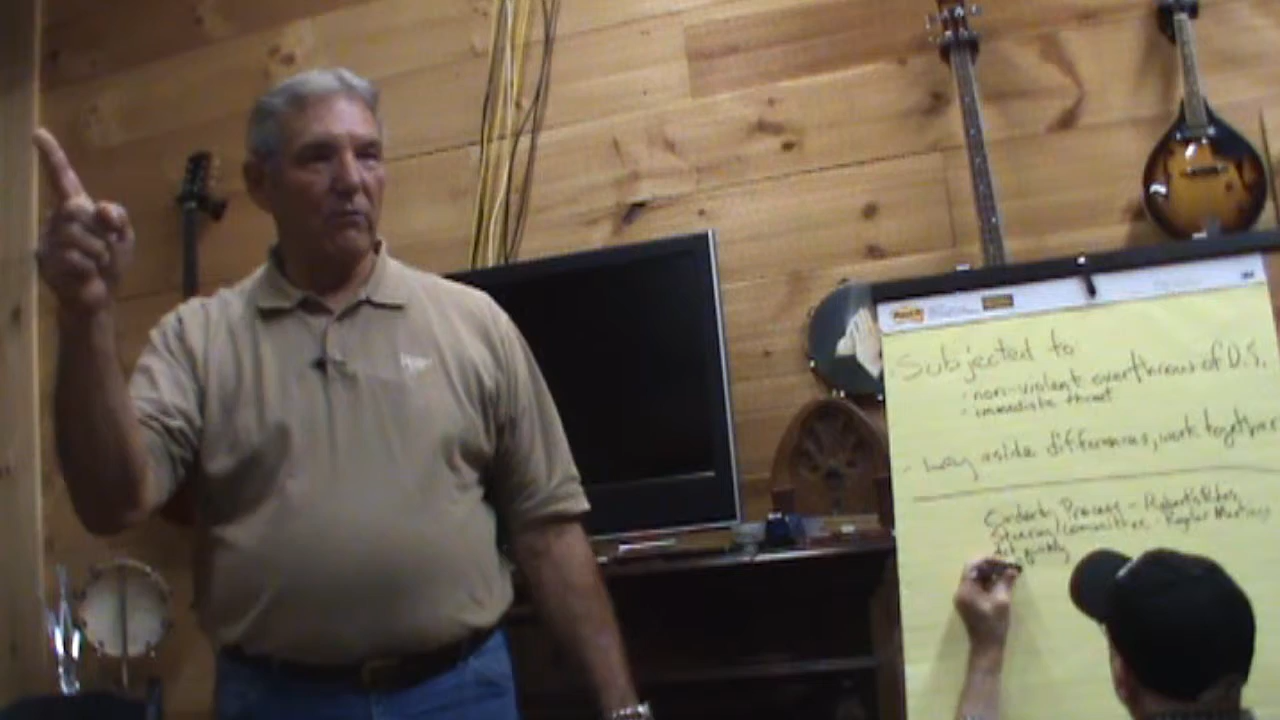 Subjected to
· non-violent overthrow of D.S.
· immediate threat
- Lay aside differences, work together
Orderly Process - Robert's Rules
Steering/committee - Regular Meetings
Act quickly